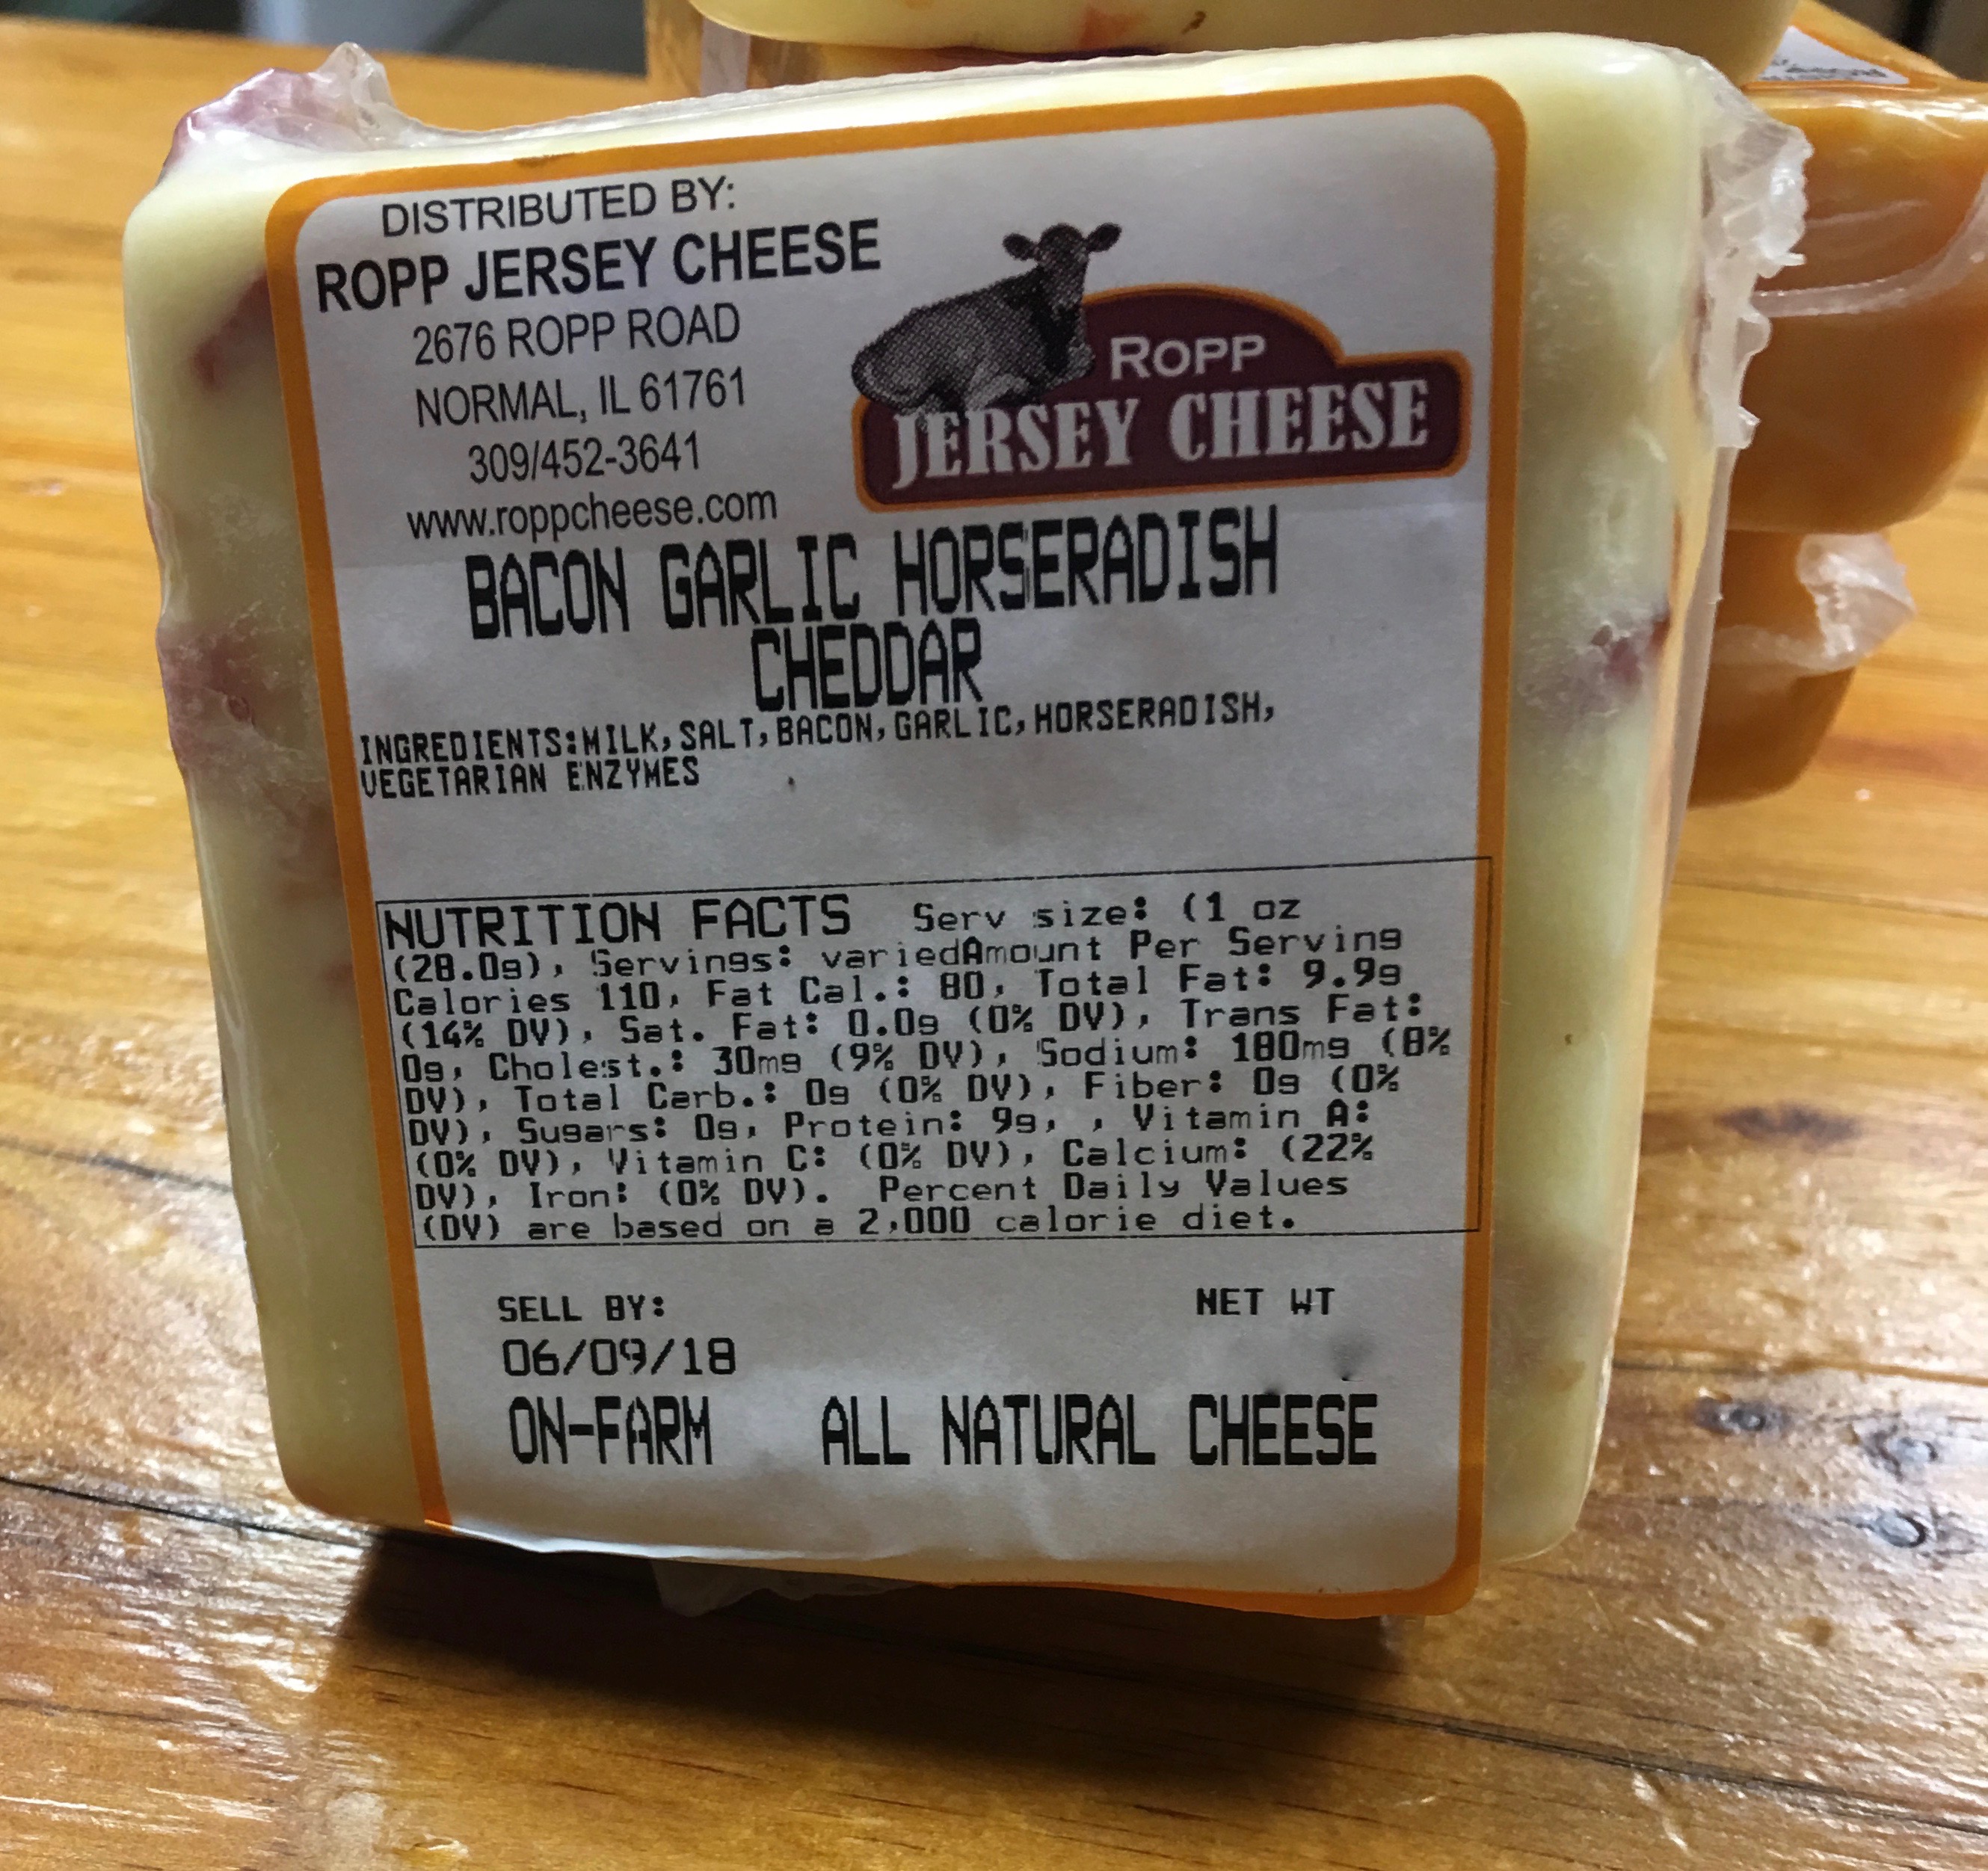 DISTRIBUTED BY:
ROPP JERSEY CHEESE
2676 ROPP ROAD
NORMAL, IL 61761
309/452-3641
www.roppcheese.com
ROPP
JERSEY CHEESE
BACON GARLIC HORSERADISH
CHEDDAR
INGREDIENTS:MILK, SALT, BACON, GARLIC, HORSERADISH,
VEGETARIAN ENZYMES
NUTRITION FACTS Serv size: (1 oz
(28.0g), Servings: variedAmount Per Serving
Calories 110, Fat Cal.: 80, Total Fat: 9.9g
(14% DV), Sat. Fat: 0.0g (0% DV), Trans Fat:
0g, Cholest.: 30mg (9% DV), Sodium: 180mg (8%
DV), Total Carb.: 0g (0% DV), Fiber: 0g (0%
DV), Sugars: 0g, Protein: 9g, , Vitamin A:
(0% DV), Vitamin C: (0% DV), Calcium: (22%
DV), Iron: (0% DV). Percent Daily Values
(DV) are based on a 2,000 calorie diet.
SELL BY:
NET WT
06/09/18
ON-FARM ALL NATURAL CHEESE